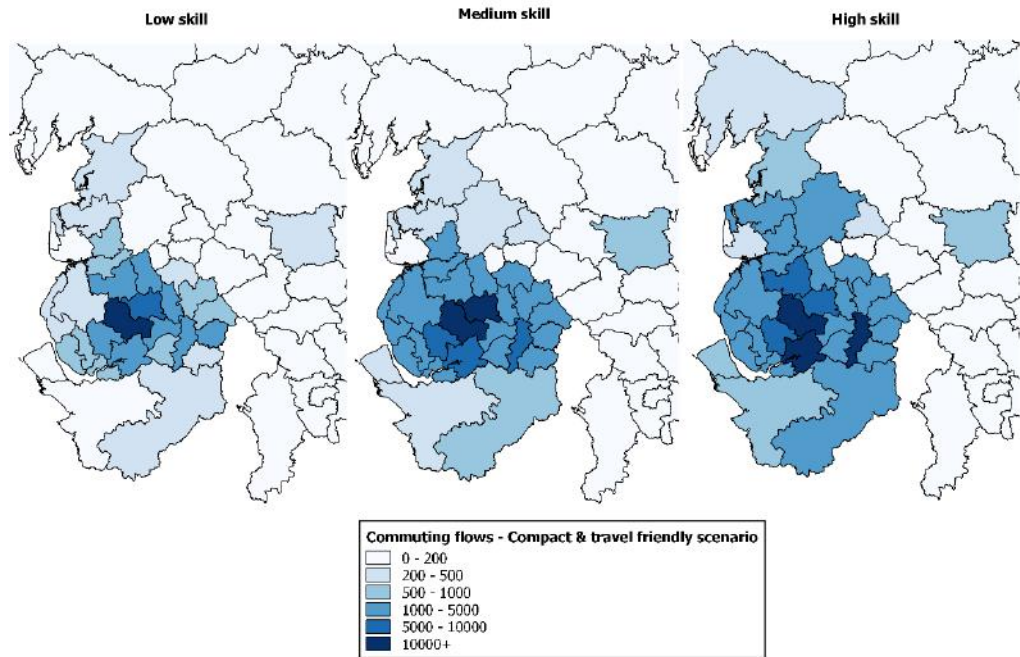 Low skill
Medium skill
High skill
Commuting flows - Compact & travel friendly scenario
0 - 200
200 - 500
500 - 1000
1000 - 5000
5000 - 10000
10000+